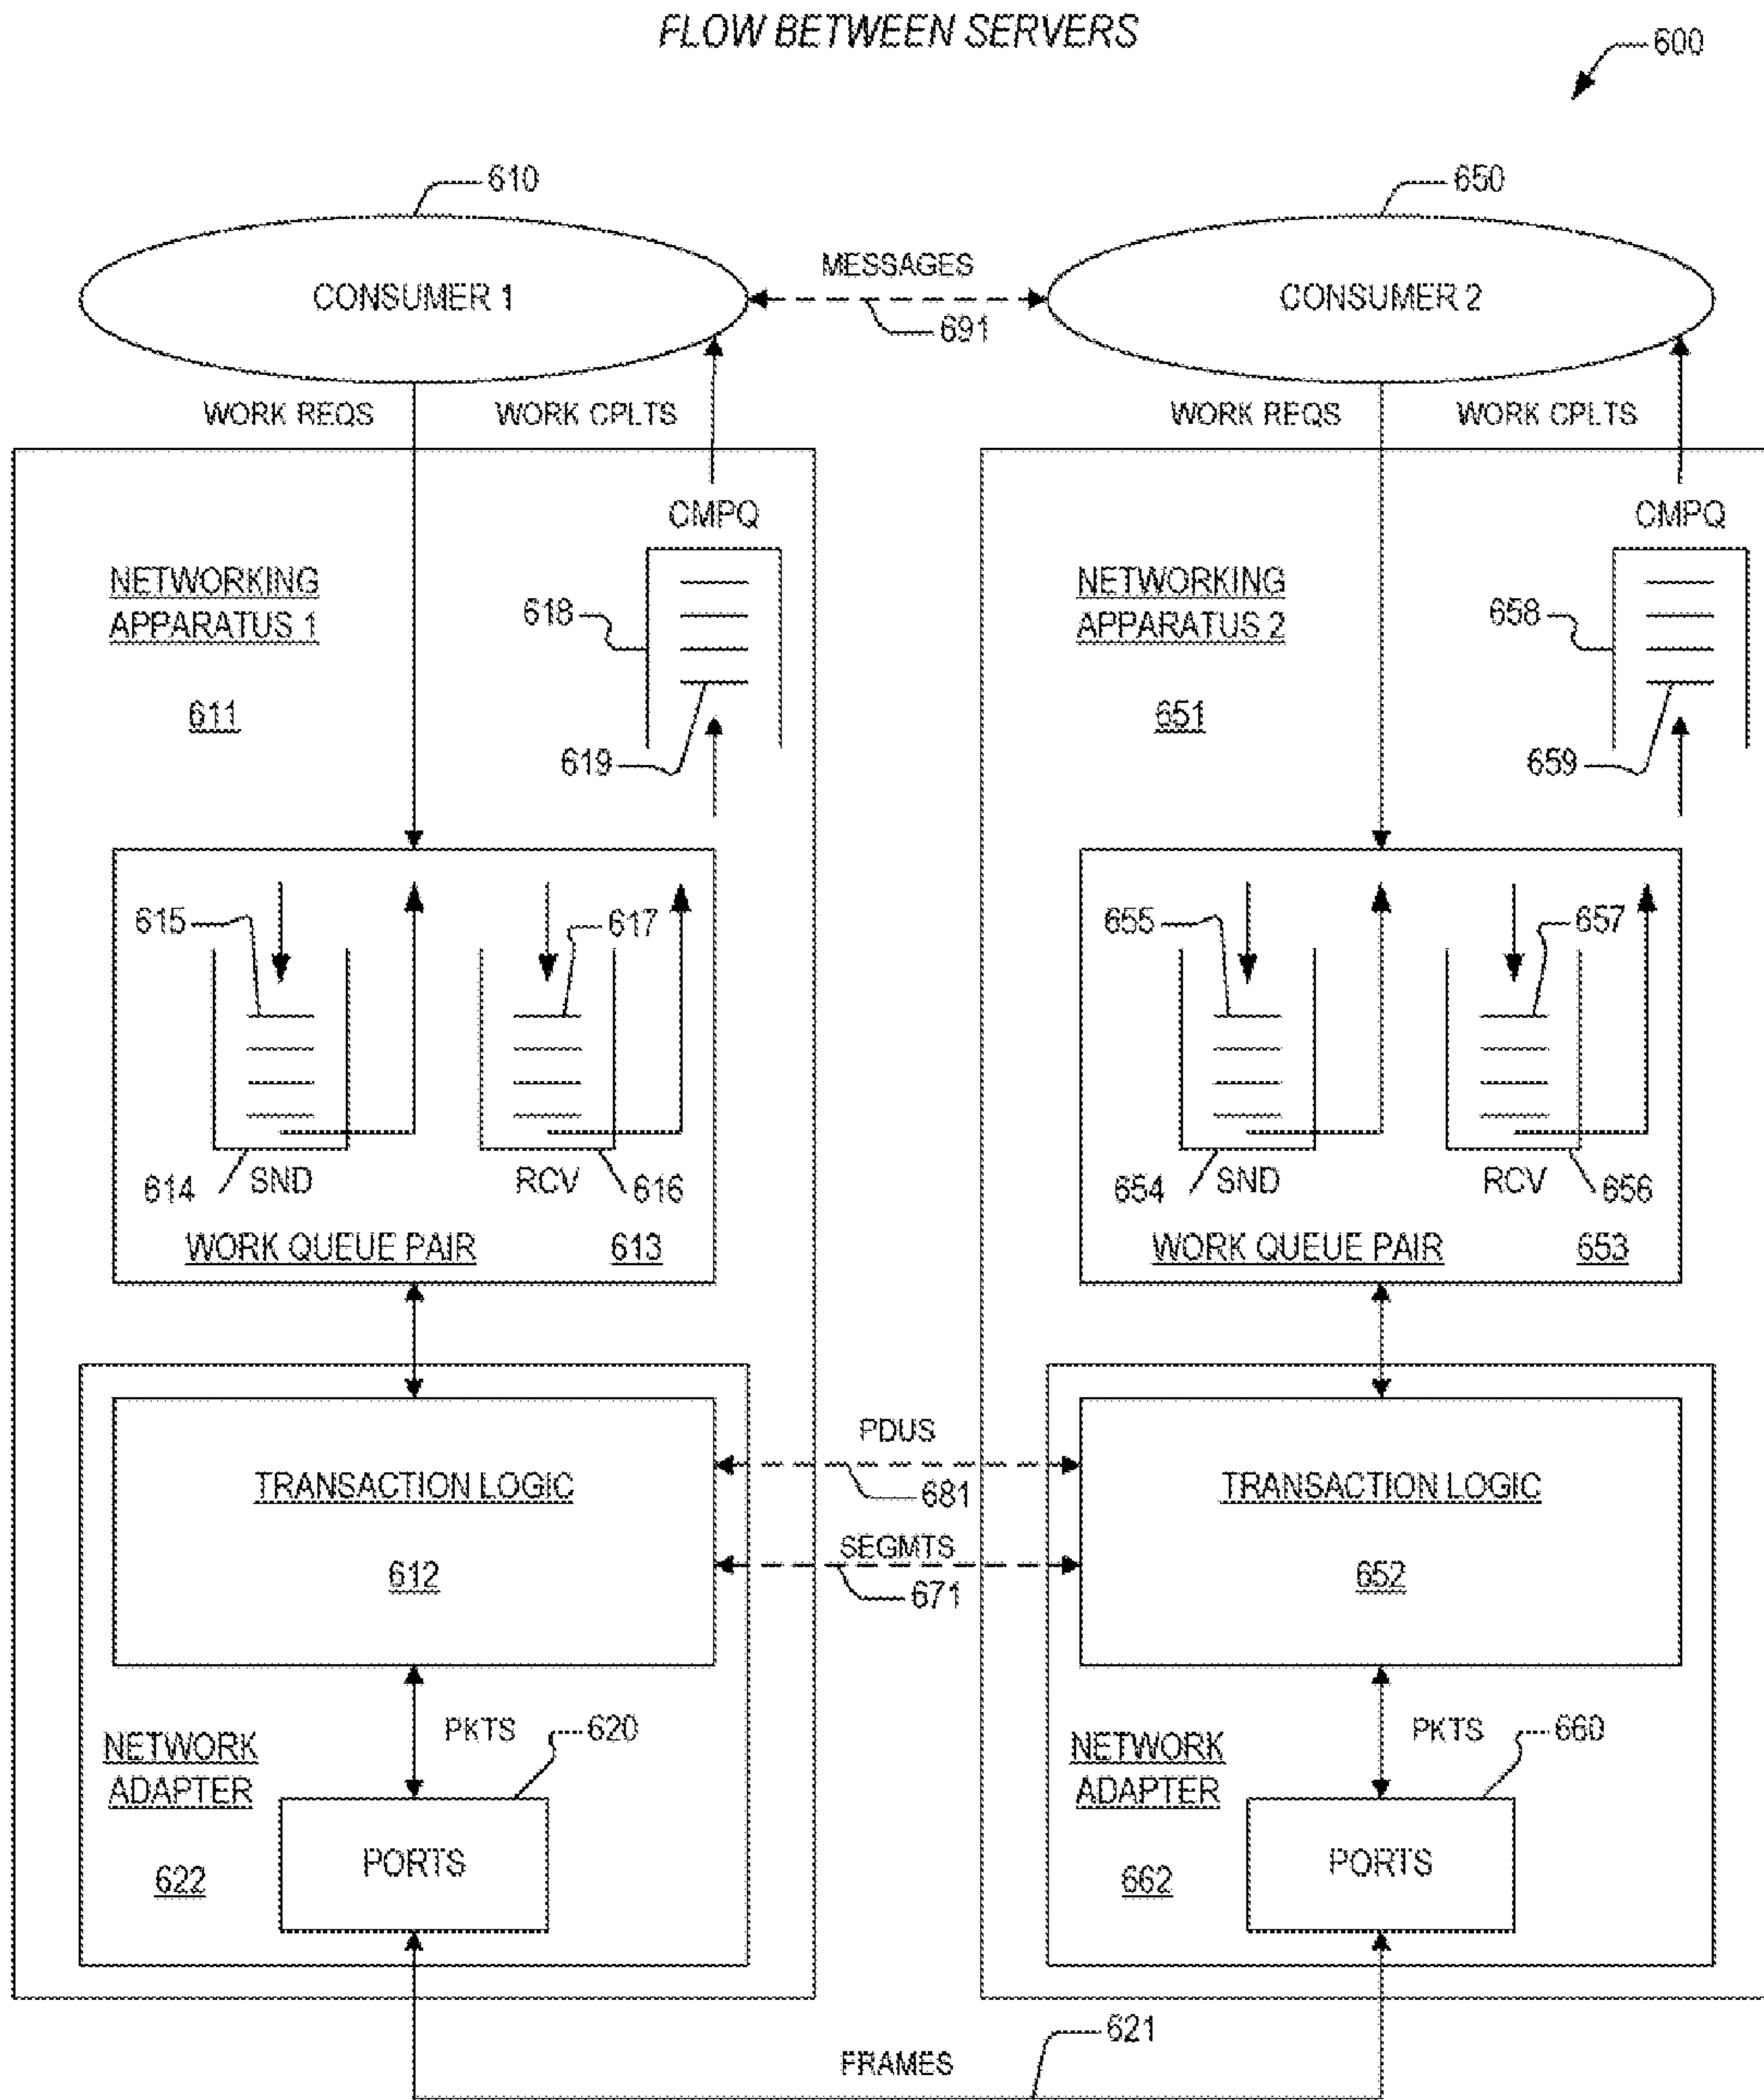 FLOW BETWEEN SERVERS
600
610
650
CONSUMER 1
MESSAGES
691
CONSUMER 2
WORK REQS
WORK CPLTS
WORK REQS
WORK CPLTS
CMPQ
CMPQ
NETWORKING
APPARATUS 1
611
618
619
NETWORKING
APPARATUS 2
651
658
659
615
617
655
657
614
SND
RCV
616
654
SND
RCV
656
WORK QUEUE PAIR
613
WORK QUEUE PAIR
653
TRANSACTION LOGIC
612
PDUS
681
SEGMTS
671
TRANSACTION LOGIC
652
NETWORK
ADAPTER
622
PKTS
620
PORTS
NETWORK
ADAPTER
662
PKTS
660
PORTS
621
FRAMES